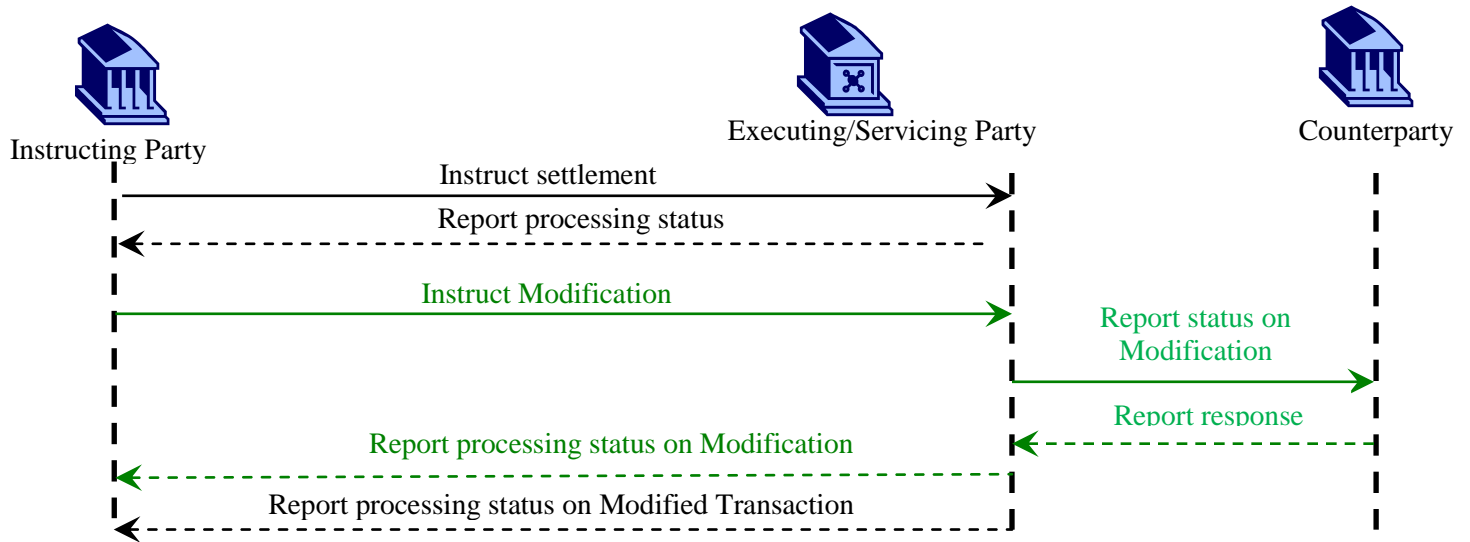 Executing/Servicing Party
Counterparty
Instructing Party
Instruct settlement
Report processing status
Instruct Modification
Report status on
Modification
Report response
Report processing status on Modification
Report processing status on Modified Transaction